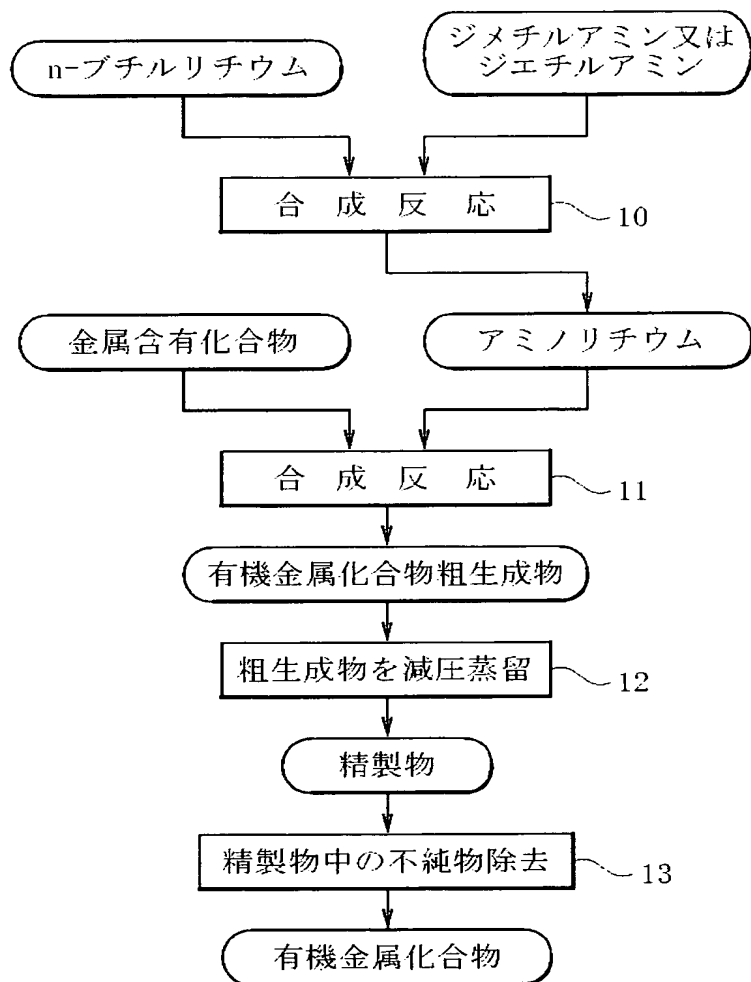 n-ブチルリチウム
ジメチルアミン又は
ジエチルアミン
合成反応
10
金属含有化合物
アミノリチウム
合成反応
11
有機金属化合物粗生成物
粗生成物を減圧蒸留
12
精製物
精製物中の不純物除去
13
有機金属化合物